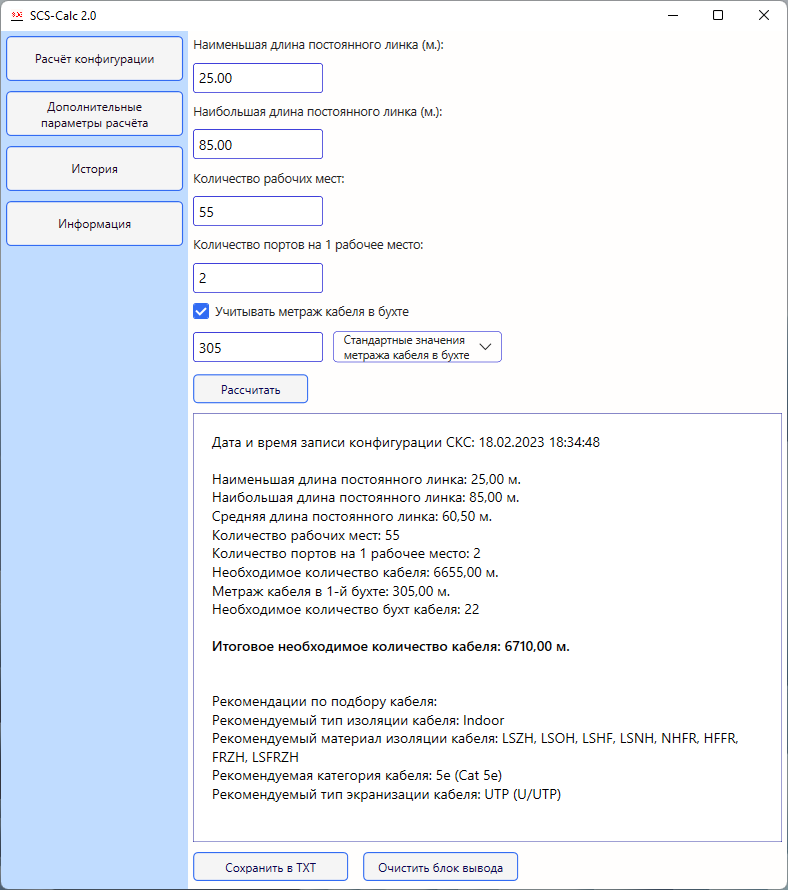 SCS-Calc 2.0
Расчёт конфигурации
Дополнительные
параметры расчёта
История
Информация
Наименьшая длина постоянного линка (м.):
25.00
Наибольшая длина постоянного линка (м.):
85.00
Количество рабочих мест:
55
Количество портов на 1 рабочее место:
2
Учитывать метраж кабеля в бухте
305
Стандартные значения
метража кабеля в бухте
Рассчитать
Дата и время записи конфигурации СКС: 18.02.2023 18:34:48
Наименьшая длина постоянного линка: 25,00 м.
Наибольшая длина постоянного линка: 85,00 м.
Средняя длина постоянного линка: 60,50 м.
Количество рабочих мест: 55
Количество портов на 1 рабочее место: 2
Необходимое количество кабеля: 6655,00 м.
Метраж кабеля в 1-й бухте: 305,00 м.
Необходимое количество бухт кабеля: 22
Итоговое необходимое количество кабеля: 6710,00 м.
Рекомендации по подбору кабеля:
Рекомендуемый тип изоляции кабеля: Indoor
Рекомендуемый материал изоляции кабеля: LSZH, LSOH, LSHF, LSNH, NHFR, HFFR,
FRZH, LSFRZH
Рекомендуемая категория кабеля: 5e (Cat 5e)
Рекомендуемый тип экранизации кабеля: UTP (U/UTP)
Сохранить в TXT
Очистить блок вывода